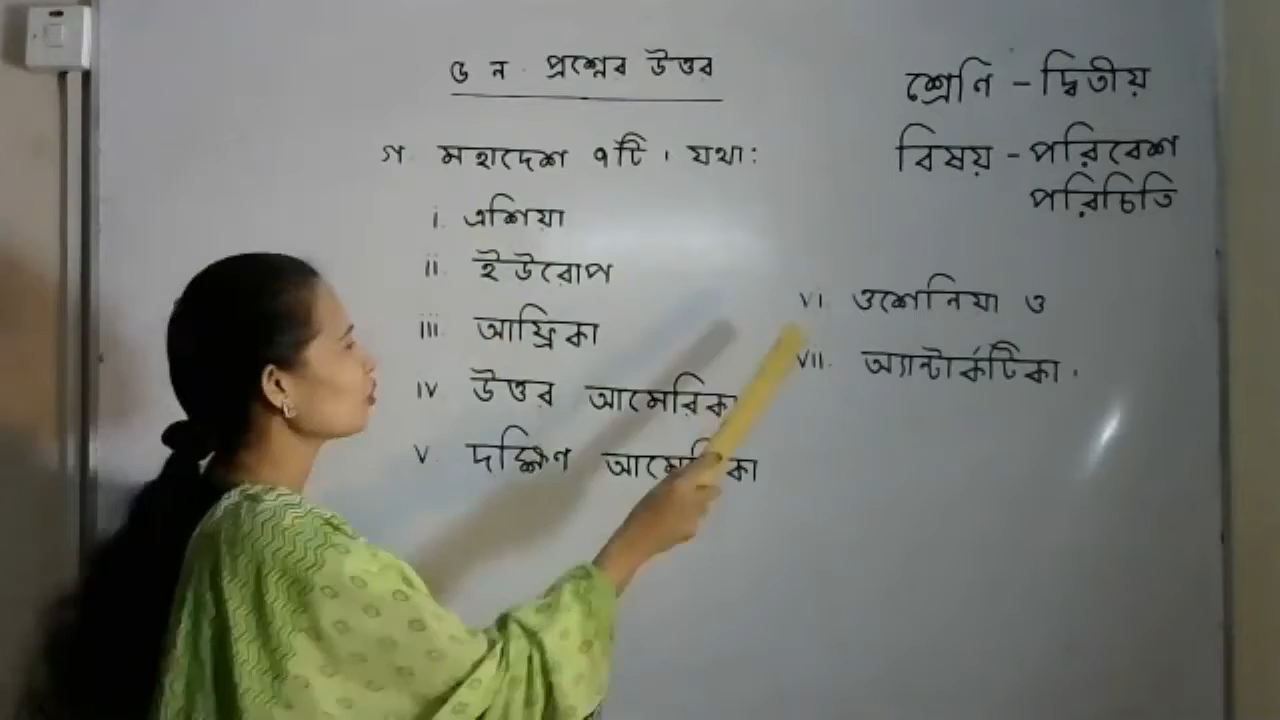 ৬ নং প্রশ্নের উত্তর
গ মহাদেশ ৭টি। যথা:
i. এশিয়া
ii. ইউরোপ
iii. আফ্রিকা
iv উত্তর আমেরিকা
v. দক্ষিণ আমেরিকা
vi. ওশেনিয়া ও
vii. অ্যান্টার্কটিকা।
শ্রেনি - দ্বিতীয়
বিষয় - পরিবেশ
পরিচিতি